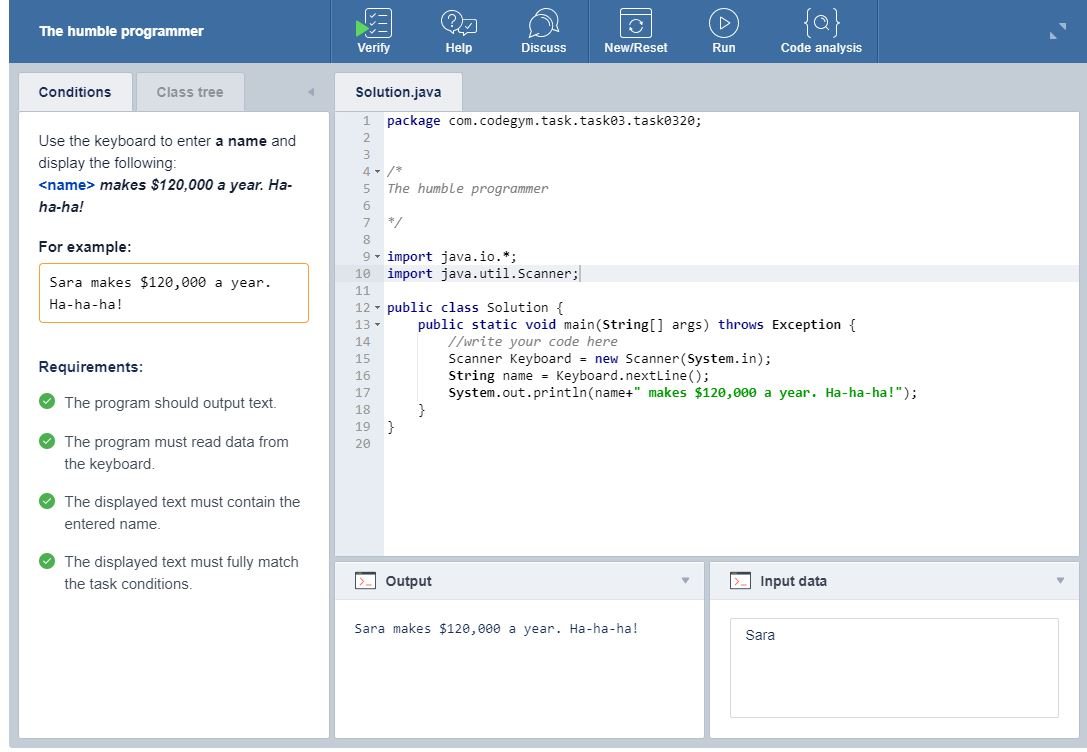 The humble programmer
Verify
Help
Discuss
New/Reset
Run
Code analysis
Conditions
Class tree
Use the keyboard to enter a name and
display the following:
<name> makes $120,000 a year. Ha-
ha-ha!
For example:
Sara makes $120,000 a year.
Ha-ha-ha!
Requirements:
The program should output text.
The program must read data from
the keyboard.
The displayed text must contain the
entered name.
The displayed text must fully match
the task conditions.
Solution.java
1 package com.codegym.task.task03.task0320;
2
3
4 /*
5 The humble programmer
6
7 */
8
9 import java.io.*;
10 import java.util.Scanner;
11
12 public class Solution {
13 public static void main(String[] args) throws Exception {
14 //write your code here
15 Scanner Keyboard = new Scanner(System.in);
16 String name = Keyboard.nextLine();
17 System.out.println(name+" makes $120,000 a year. Ha-ha-ha!");
18 }
19 }
20
Output
Sara makes $120,000 a year. Ha-ha-ha!
Input data
Sara